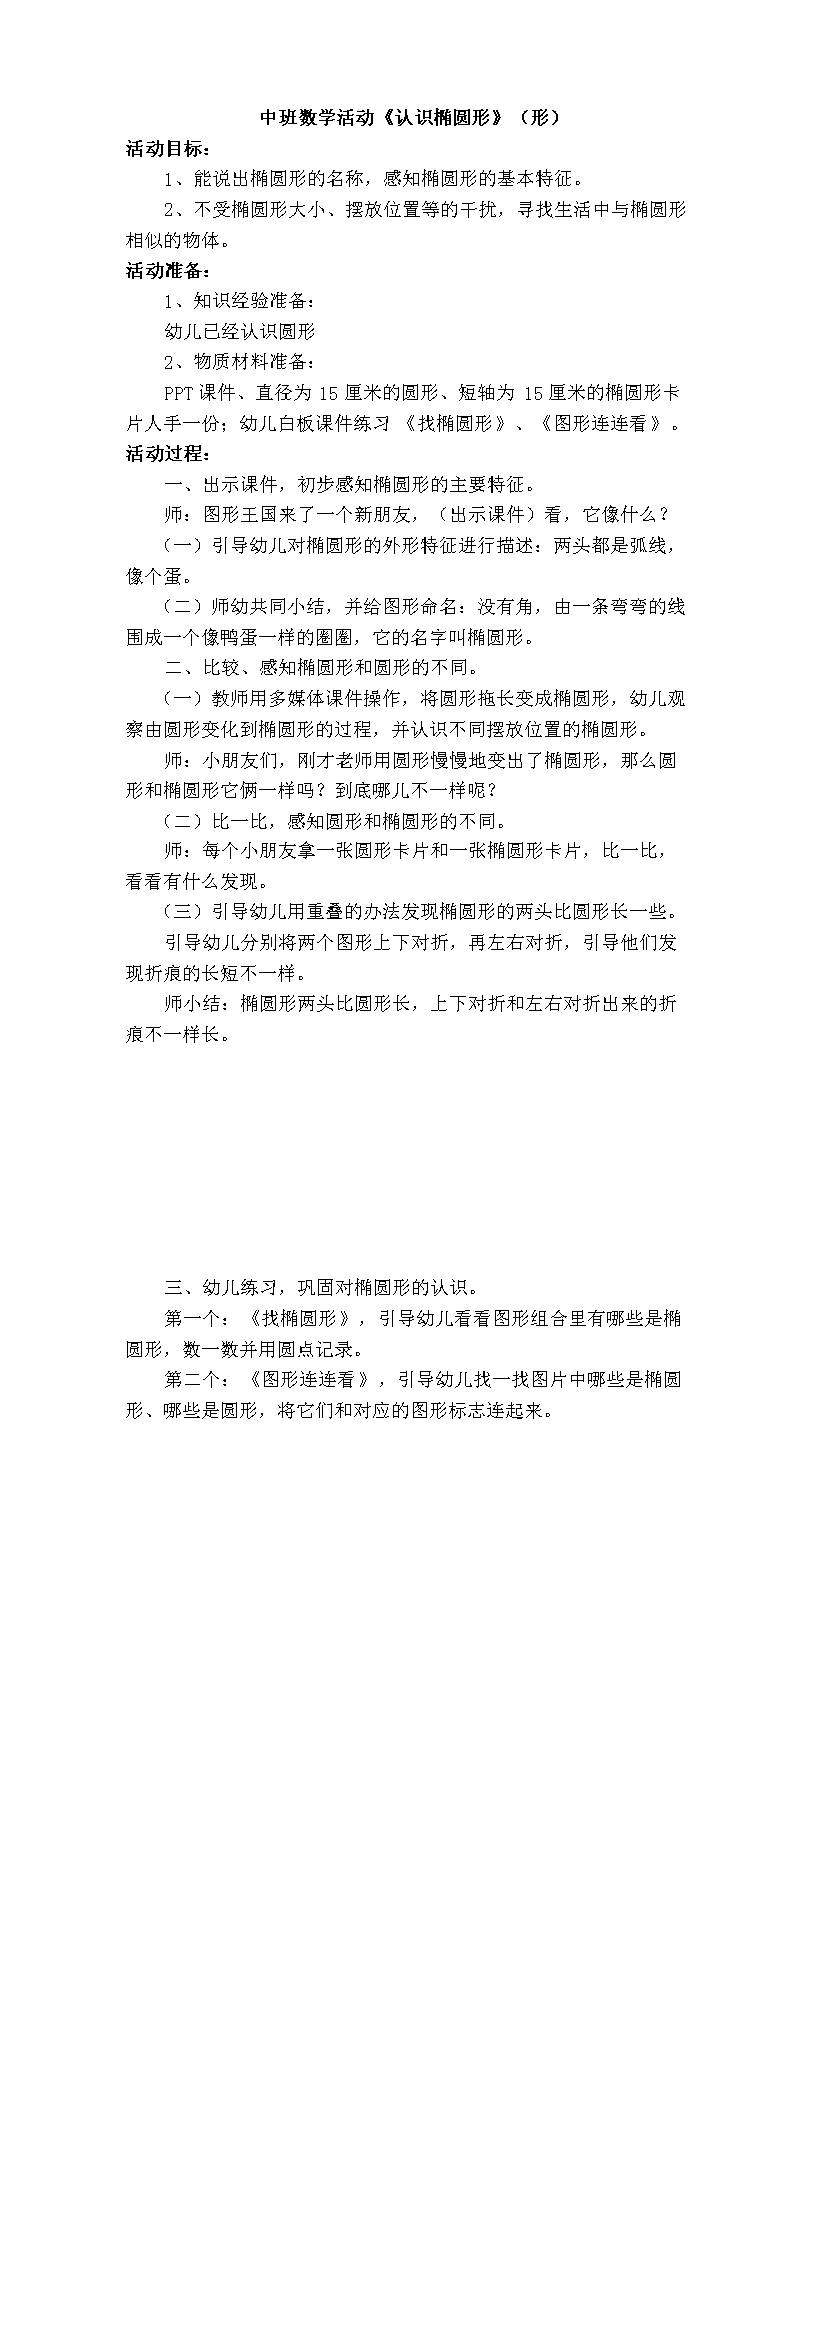 中班数学活动《认识椭圆形》（形）
活动目标：
1、能说出椭圆形的名称，感知椭圆形的基本特征。
2、不受椭圆形大小、摆放位置等的干扰，寻找生活中与椭圆形
相似的物体。
活动准备：
1、知识经验准备：
幼儿已经认识圆形
2、物质材料准备：
PPT 课件、直径为 15 厘米的圆形、短轴为 15 厘米的椭圆形卡
片人手一份；幼儿白板课件练习 《找椭圆形》、《图形连连看》。
活动过程：
一、出示课件，初步感知椭圆形的主要特征。
师：图形王国来了一个新朋友，（出示课件）看，它像什么？
（一）引导幼儿对椭圆形的外形特征进行描述：两头都是弧线，
像个蛋。
（二）师幼共同小结，并给图形命名：没有角，由一条弯弯的线
围成一个像鸭蛋一样的圈圈，它的名字叫椭圆形。
二、比较、感知椭圆形和圆形的不同。
（一）教师用多媒体课件操作，将圆形拖长变成椭圆形，幼儿观
察由圆形变化到椭圆形的过程，并认识不同摆放位置的椭圆形。
师：小朋友们，刚才老师用圆形慢慢地变出了椭圆形，那么圆
形和椭圆形它俩一样吗？到底哪儿不一样呢？
（二）比一比，感知圆形和椭圆形的不同。
师：每个小朋友拿一张圆形卡片和一张椭圆形卡片，比一比，
看看有什么发现。
（三）引导幼儿用重叠的办法发现椭圆形的两头比圆形长一些。
引导幼儿分别将两个图形上下对折，再左右对折，引导他们发
现折痕的长短不一样。
师小结：椭圆形两头比圆形长，上下对折和左右对折出来的折
痕不一样长。
三、幼儿练习，巩固对椭圆形的认识。
第一个：《找椭圆形》，引导幼儿看看图形组合里有哪些是椭
圆形，数一数并用圆点记录。
第二个：《图形连连看》，引导幼儿找一找图片中哪些是椭圆
形、哪些是圆形，将它们和对应的图形标志连起来。